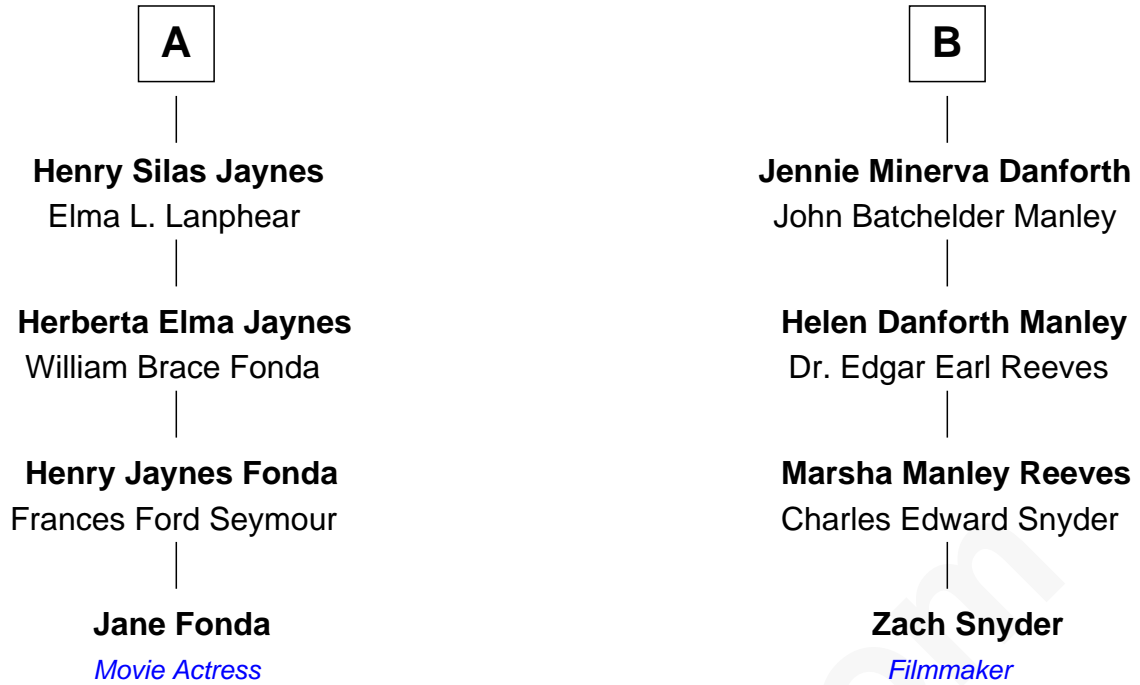 A
B
Henry Silas Jaynes
Elma L. Lanphear
Jennie Minerva Danforth
John Batchelder Manley
Herberta Elma Jaynes
William Brace Fonda
Helen Danforth Manley
Dr. Edgar Earl Reeves
Henry Jaynes Fonda
Frances Ford Seymour
Marsha Manley Reeves
Charles Edward Snyder
Jane Fonda
Movie Actress
Zach Snyder
Filmmaker